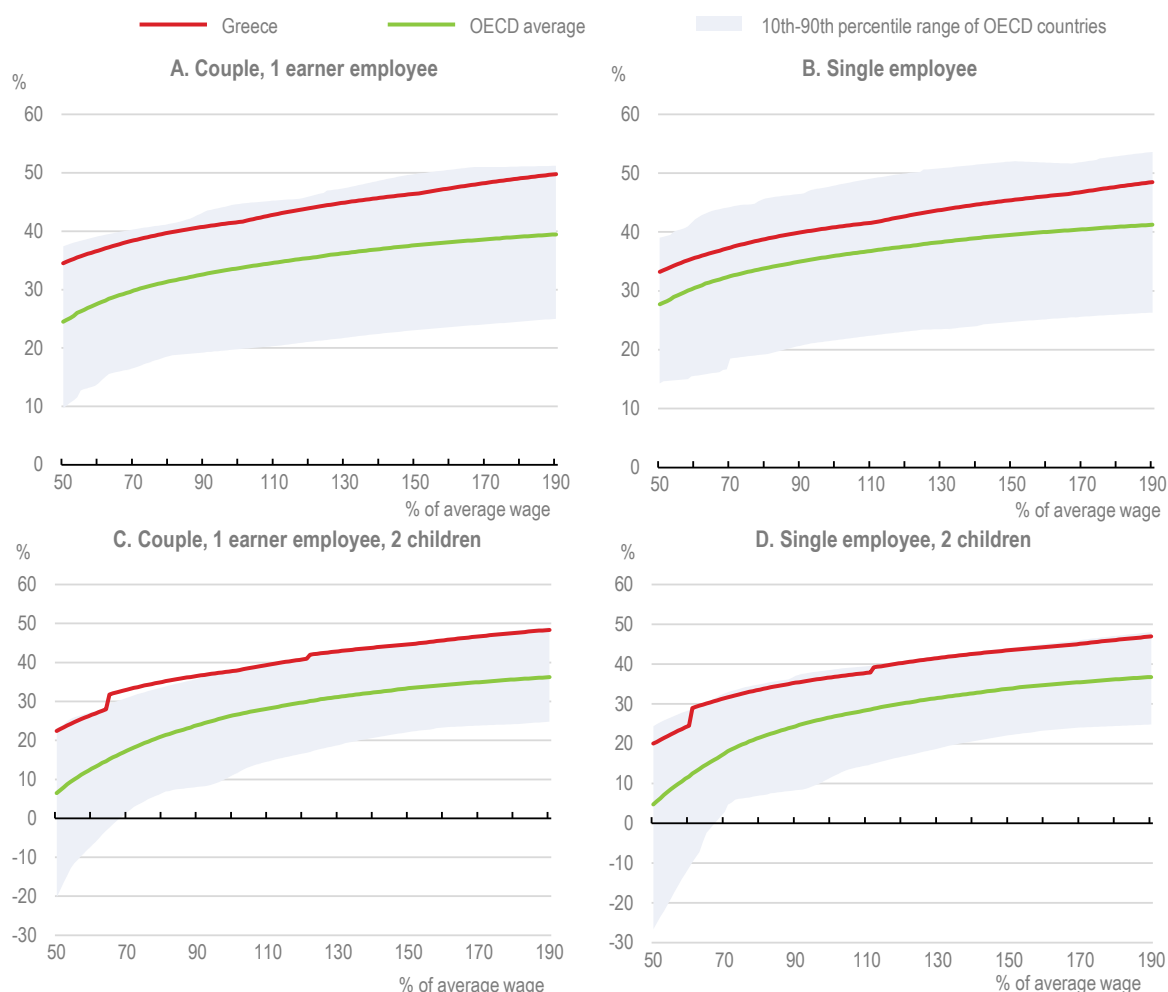 Greece OECD average 10th-90th percentile range of OECD countries
A. Couple, 1 earner employee
%
60
50
40
30
20
10
0
50 70 90 110 130 150 170 190
% of average wage
B. Single employee
%
60
50
40
30
20
10
0
50 70 90 110 130 150 170 190
% of average wage
C. Couple, 1 earner employee, 2 children
%
60
50
40
30
20
10
0
-10
-20
-30
50 70 90 110 130 150 170 190
% of average wage
D. Single employee, 2 children
%
60
50
40
30
20
10
0
-10
-20
-30
50 70 90 110 130 150 170 190
% of average wage